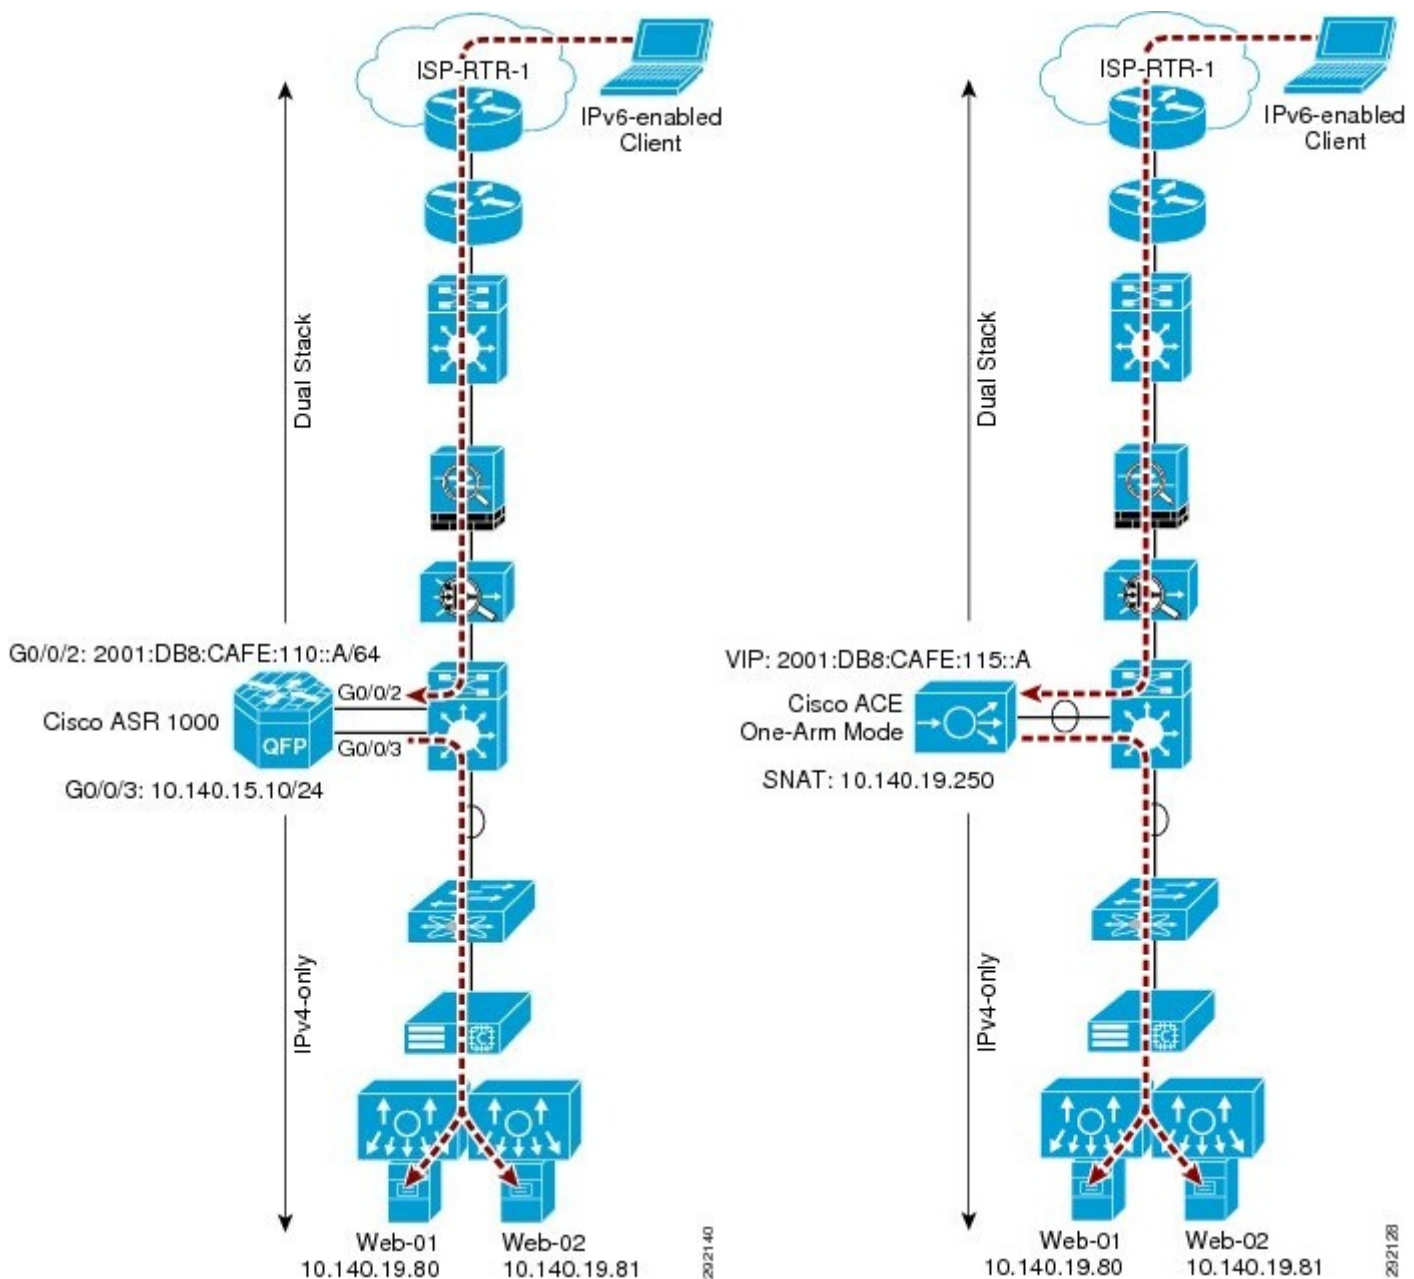 ISP-RTR-1
IPv6-enabled
Client
Dual Stack
G0/0/2: 2001:DB8:CAFE:110::A/64
G0/0/2
Cisco ASR 1000
QFP
G0/0/3
G0/0/3: 10.140.15.10/24
IPv4-only
C
Web-01
10.140.19.80
Web-02
10.140.19.81
292140
ISP-RTR-1
IPv6-enabled
Client
Dual Stack
VIP: 2001:DB8:CAFE:115::A
Cisco ACE
One-Arm Mode
SNAT: 10.140.19.250
IPv4-only
C
Web-01
10.140.19.80
Web-02
10.140.19.81
292128